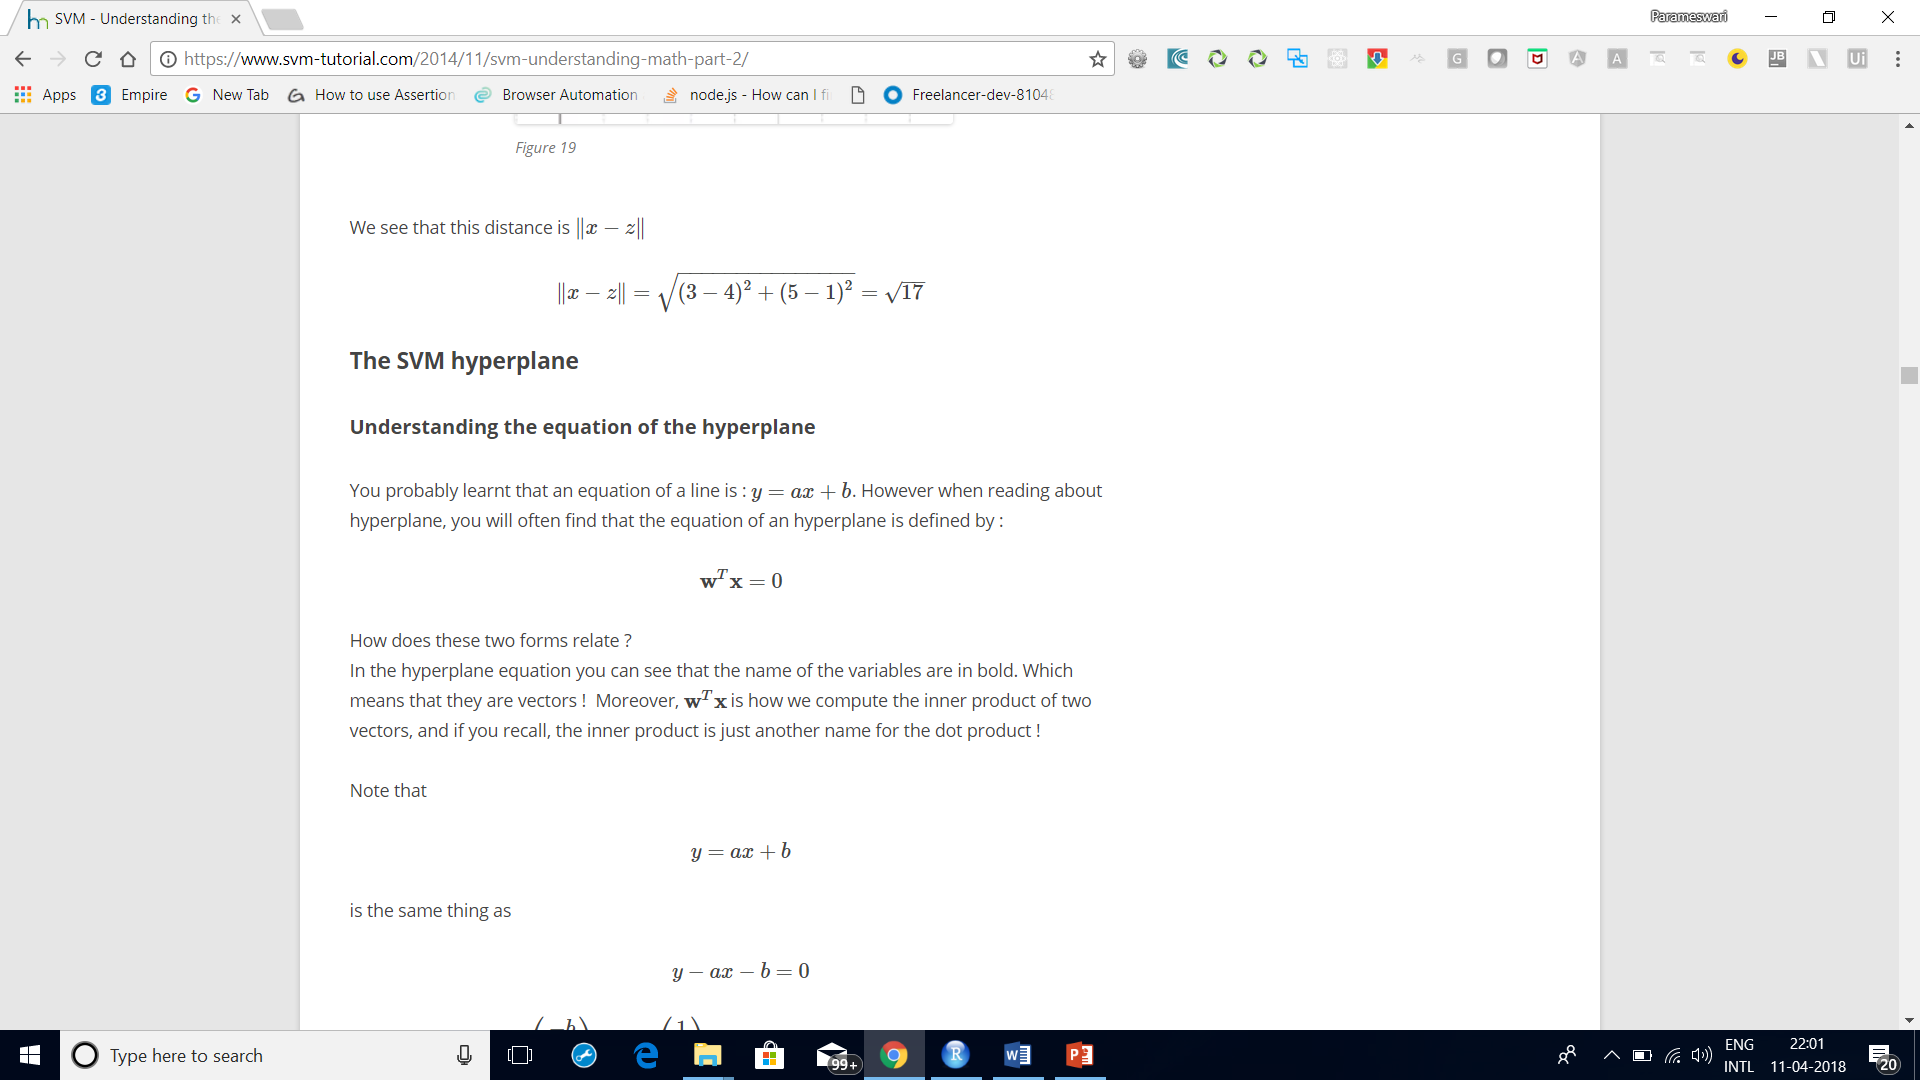 SVM - Understanding the
Parameswari
https://www.svm-tutorial.com/2014/11/svm-understanding-math-part-2/
Apps Empire New Tab How to use Assertion Browser Automation node.js - How can I fi Freelancer-dev-81048
Figure 19
We see that this distance is ‖x − z‖
‖x − z‖ = √(3 − 4)² + (5 − 1)² = √17
The SVM hyperplane
Understanding the equation of the hyperplane
You probably learnt that an equation of a line is : y = ax + b. However when reading about
hyperplane, you will often find that the equation of an hyperplane is defined by :
wᵀx = 0
How does these two forms relate ?
In the hyperplane equation you can see that the name of the variables are in bold. Which
means that they are vectors ! Moreover, wᵀx is how we compute the inner product of two
vectors, and if you recall, the inner product is just another name for the dot product !
Note that
y = ax + b
is the same thing as
y − ax − b = 0
Type here to search
99+
ENG
INTL
22:01
11-04-2018
20